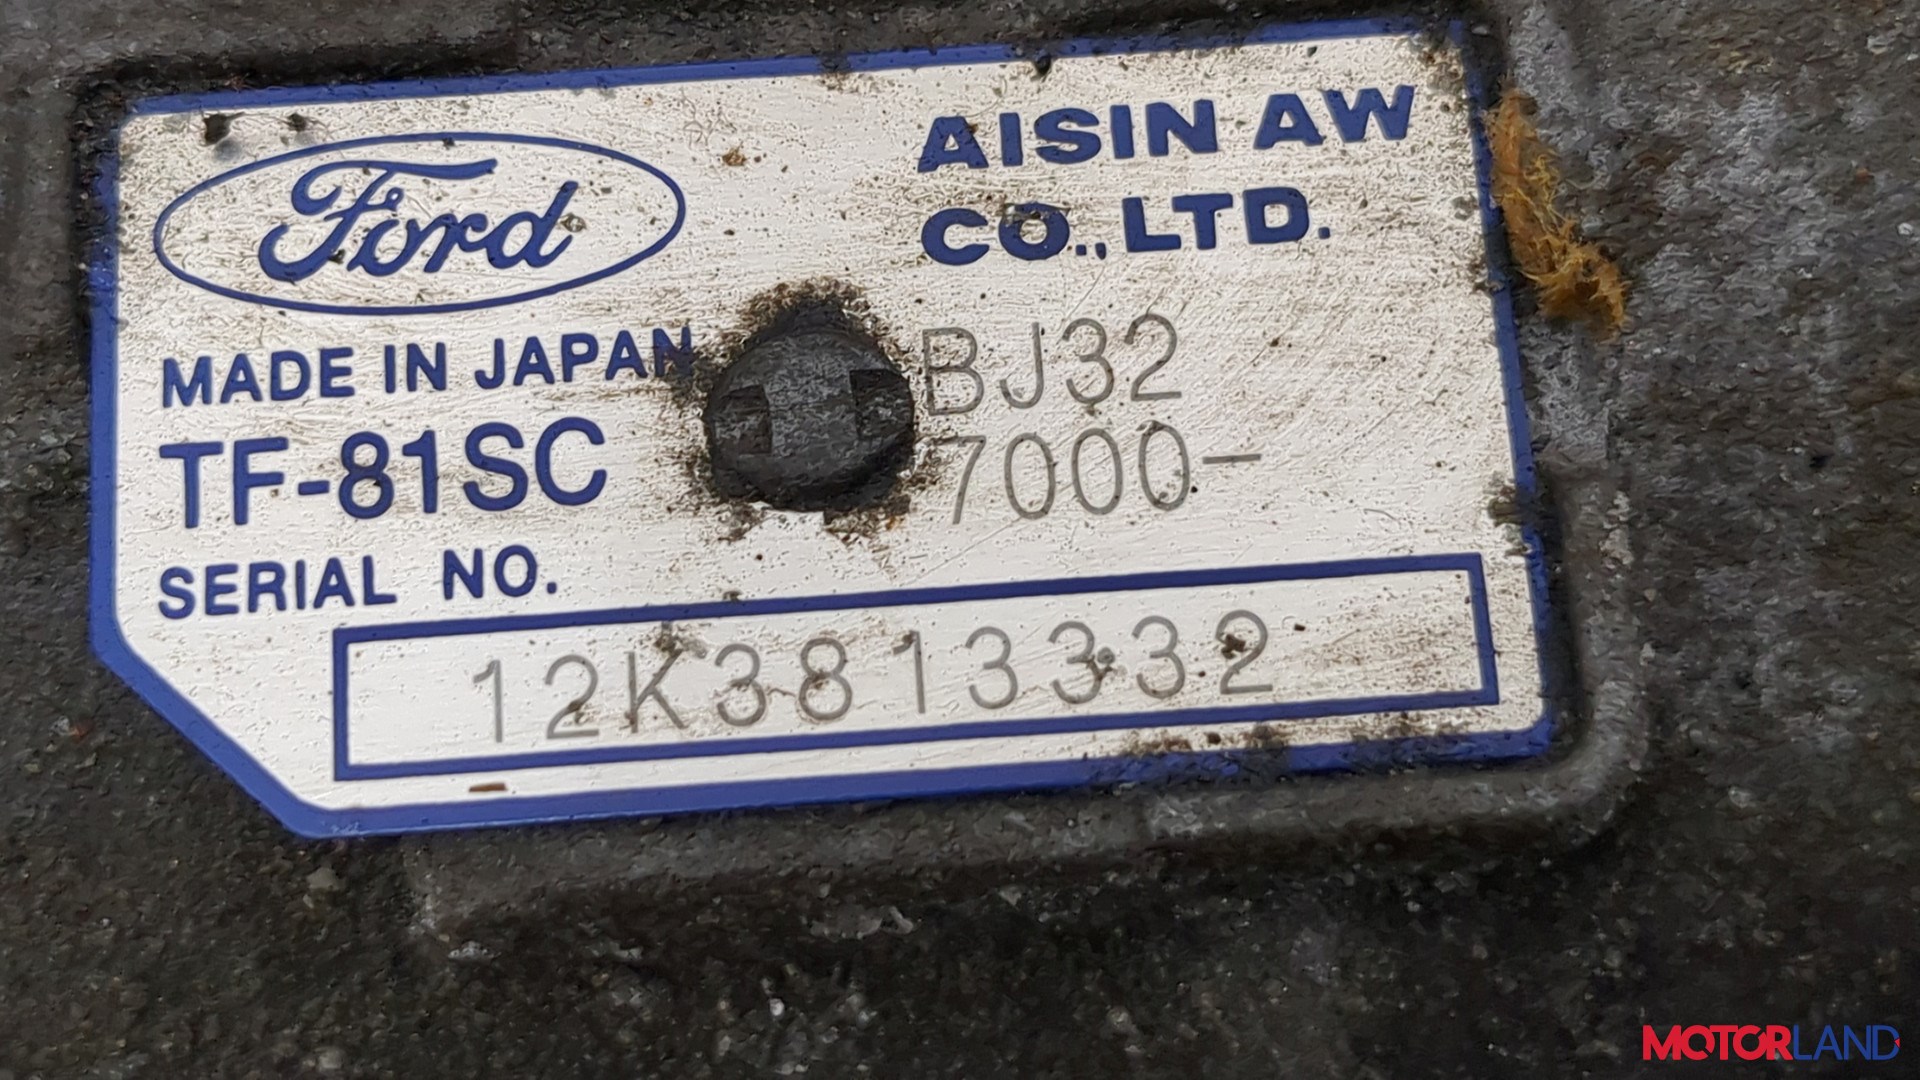 Ford
AISIN AW
CO.,LTD.
MADE IN JAPAN
BJ32
TF-81SC
7000-
SERIAL NO.
12K3813332
MOTORLAND